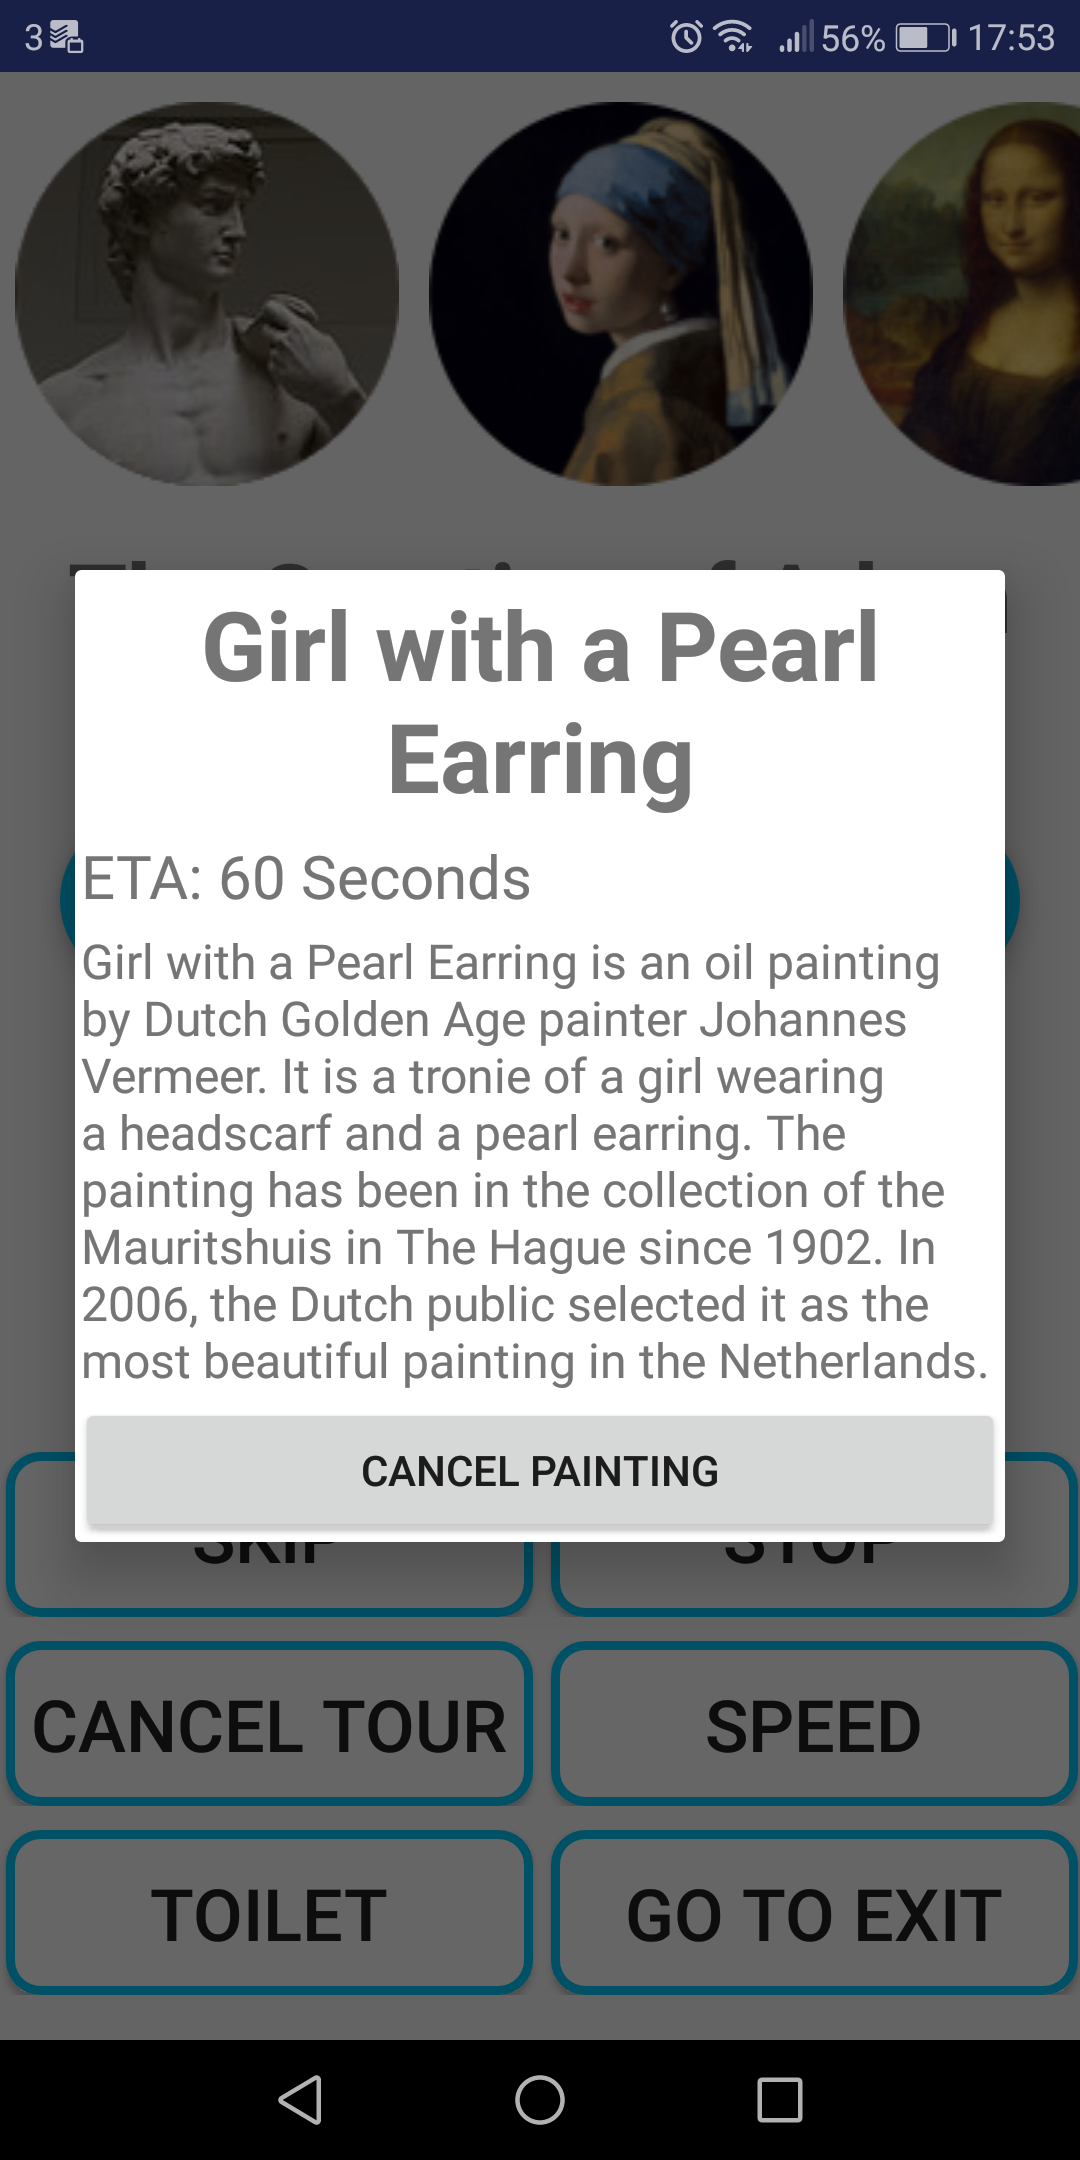 3 56% 17:53
Girl with a Pearl
Earring
ETA: 60 Seconds
Girl with a Pearl Earring is an oil painting
by Dutch Golden Age painter Johannes
Vermeer. It is a tronie of a girl wearing
a headscarf and a pearl earring. The
painting has been in the collection of the
Mauritshuis in The Hague since 1902. In
2006, the Dutch public selected it as the
most beautiful painting in the Netherlands.
CANCEL PAINTING
SKIP STOP
CANCEL TOUR SPEED
TOILET GO TO EXIT